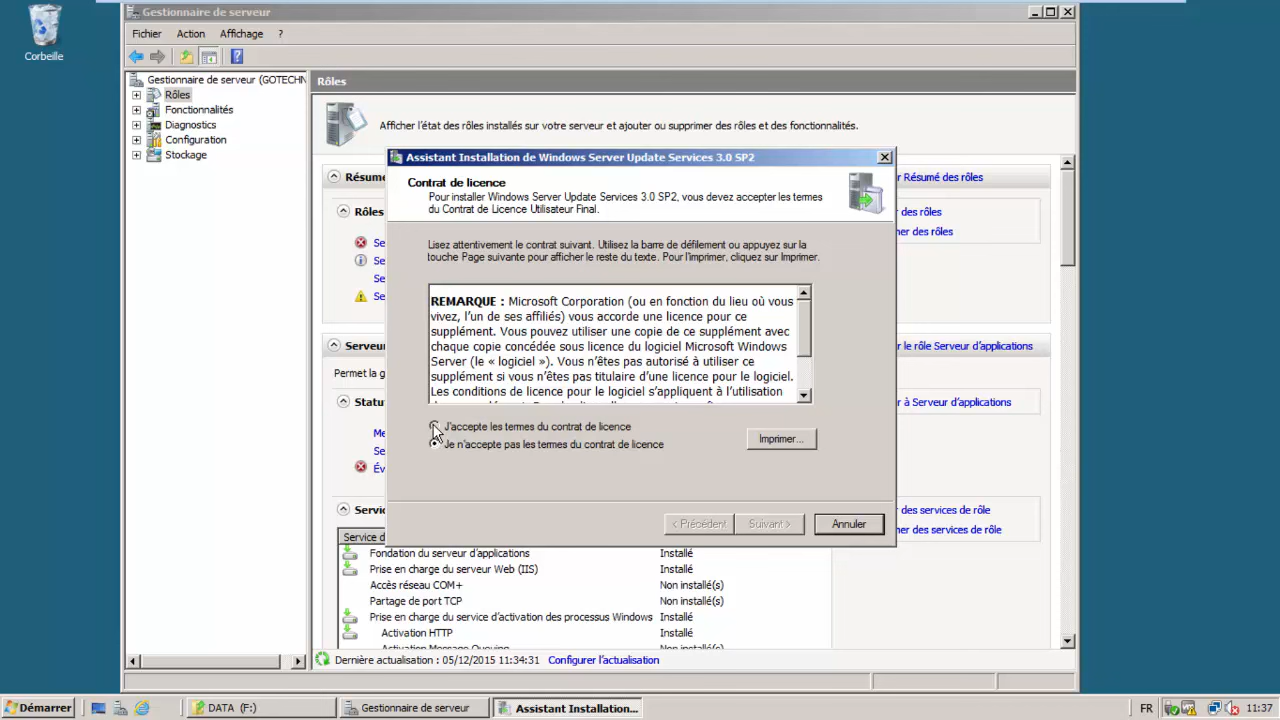 Corbeille
Gestionnaire de serveur
Fichier Action Affichage ?
Gestionnaire de serveur (GOTECHN
Rôles
Fonctionnalités
Diagnostics
Configuration
Stockage
Rôles
Afficher l'état des rôles installés sur votre serveur et ajouter ou supprimer des rôles et des fonctionnalités.
Résumé des rôles
Assistant Installation de Windows Server Update Services 3.0 SP2
Contrat de licence
Pour installer Windows Server Update Services 3.0 SP2, vous devez accepter les termes
du Contrat de Licence Utilisateur Final.
Lisez attentivement le contrat suivant. Utilisez la barre de défilement ou appuyez sur la
touche Page suivante pour afficher le reste du texte. Pour l'imprimer, cliquez sur Imprimer.
REMARQUE : Microsoft Corporation (ou en fonction du lieu où vous
vivez, l'un de ses affiliés) vous accorde une licence pour ce
supplément. Vous pouvez utiliser une copie de ce supplément avec
chaque copie concédée sous licence du logiciel Microsoft Windows
Server (le « logiciel »). Vous n'êtes pas autorisé à utiliser ce
supplément si vous n'êtes pas titulaire d'une licence pour le logiciel.
Les conditions de licence pour le logiciel s'appliquent à l'utilisation
J'accepte les termes du contrat de licence
Je n'accepte pas les termes du contrat de licence
Imprimer...
< Précédent Suivant > Annuler
Rôles
des rôles
des rôles
Permet la g
le rôle Serveur d'applications
à Serveur d'applications
des services de rôle
des services de rôle
Service d
Fondation du serveur d'applications Installé
Prise en charge du serveur Web (IIS) Installé
Accès réseau COM+ Non installé(s)
Partage de port TCP Non installé(s)
Prise en charge du service d'activation des processus Windows Installé
Activation HTTP Installé
Activation Message Queuing Non installé(s)
Dernière actualisation : 05/12/2015 11:34:31 Configurer l'actualisation
Démarrer DATA (F:) Gestionnaire de serveur Assistant Installation... FR 11:37